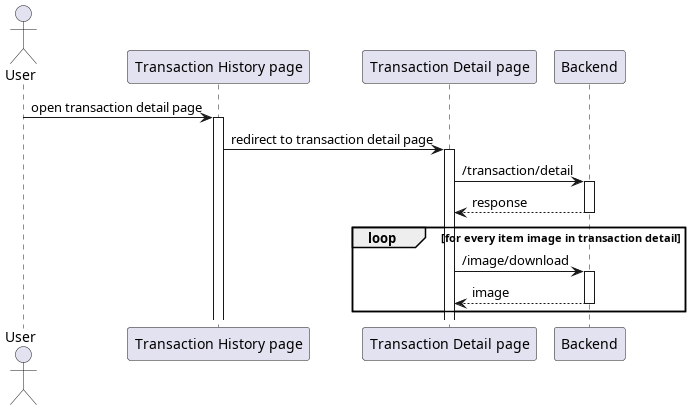 User
Transaction History page
Transaction Detail page
Backend
open transaction detail page
redirect to transaction detail page
/transaction/detail
response
loop
[for every item image in transaction detail]
/image/download
image
User
Transaction History page
Transaction Detail page
Backend